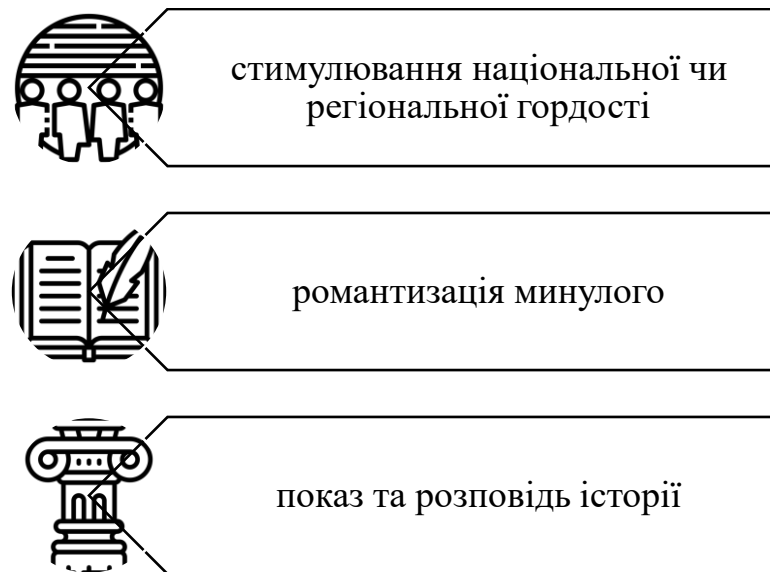 стимулювання національної чи
регіональної гордості
романтизація минулого
показ та розповідь історії